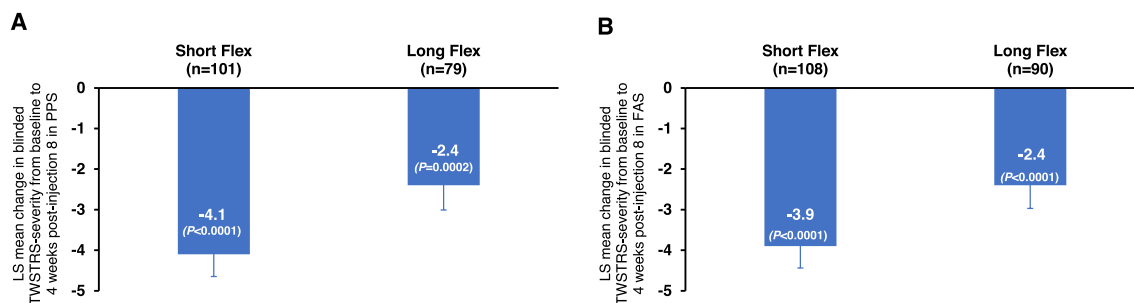 A
LS mean change in blinded
TWSTRS-severity from baseline to
4 weeks post-injection 8 in PPS
Short Flex
(n=101)
Long Flex
(n=79)
0
-1
-2
-3
-4
-5
-4.1
(P<0.0001)
-2.4
(P=0.0002)
B
LS mean change in blinded
TWSTRS-severity from baseline to
4 weeks post-injection 8 in FAS
Short Flex
(n=108)
Long Flex
(n=90)
0
-1
-2
-3
-4
-5
-3.9
(P<0.0001)
-2.4
(P<0.0001)